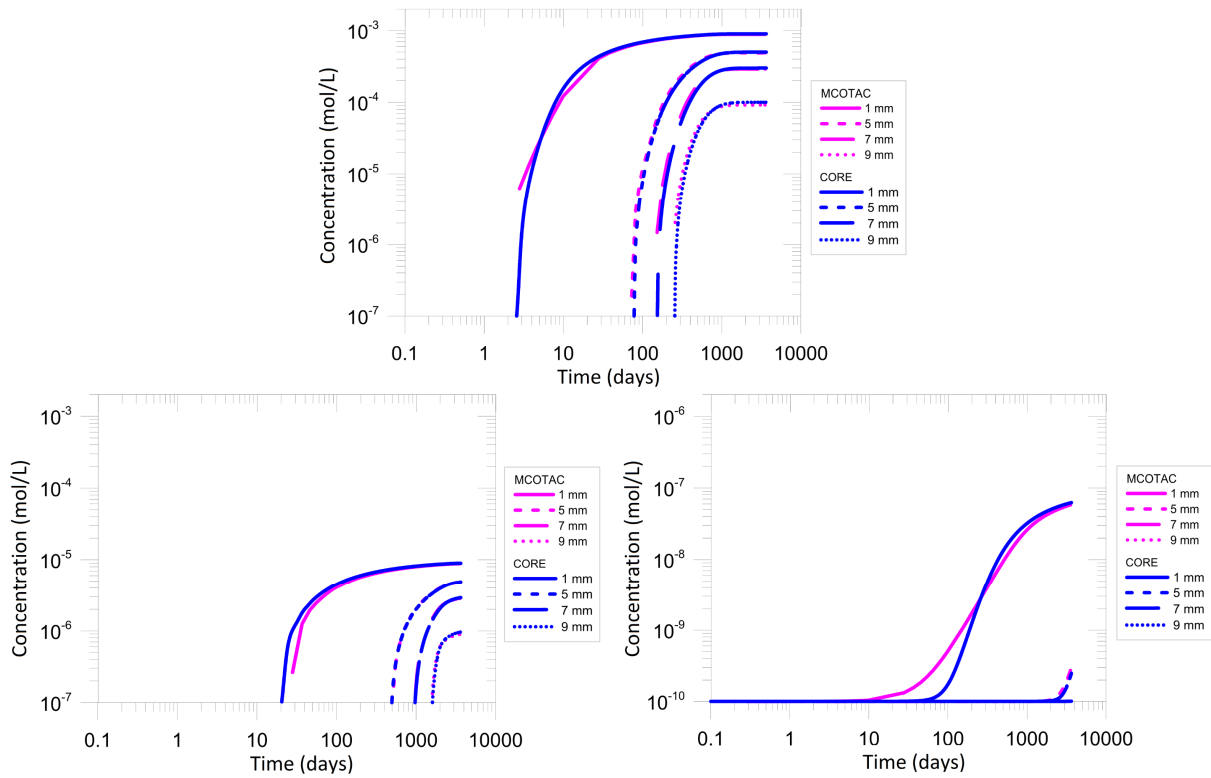 10⁻³
10⁻⁴
10⁻⁵
10⁻⁶
10⁻⁷
Concentration (mol/L)
0.1 1 10 100 1000 10000
Time (days)
MCOTAC
1 mm
5 mm
7 mm
9 mm
CORE
1 mm
5 mm
7 mm
9 mm
10⁻³
10⁻⁴
10⁻⁵
10⁻⁶
10⁻⁷
Concentration (mol/L)
0.1 1 10 100 1000 10000
Time (days)
MCOTAC
1 mm
5 mm
7 mm
9 mm
CORE
1 mm
5 mm
7 mm
9 mm
10⁻⁶
10⁻⁷
10⁻⁸
10⁻⁹
10⁻¹⁰
Concentration (mol/L)
0.1 1 10 100 1000 10000
Time (days)
MCOTAC
1 mm
5 mm
7 mm
9 mm
CORE
1 mm
5 mm
7 mm
9 mm